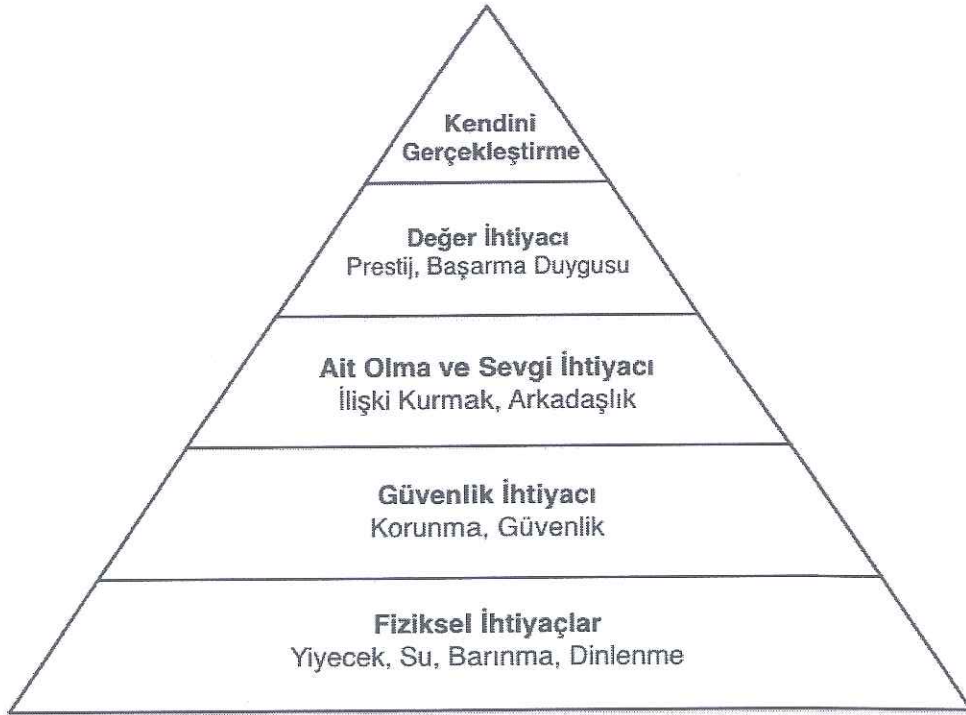 Kendini
Gerçekleştirme
Değer İhtiyacı
Prestij, Başarma Duygusu
Ait Olma ve Sevgi İhtiyacı
İlişki Kurmak, Arkadaşlık
Güvenlik İhtiyacı
Korunma, Güvenlik
Fiziksel İhtiyaçlar
Yiyecek, Su, Barınma, Dinlenme